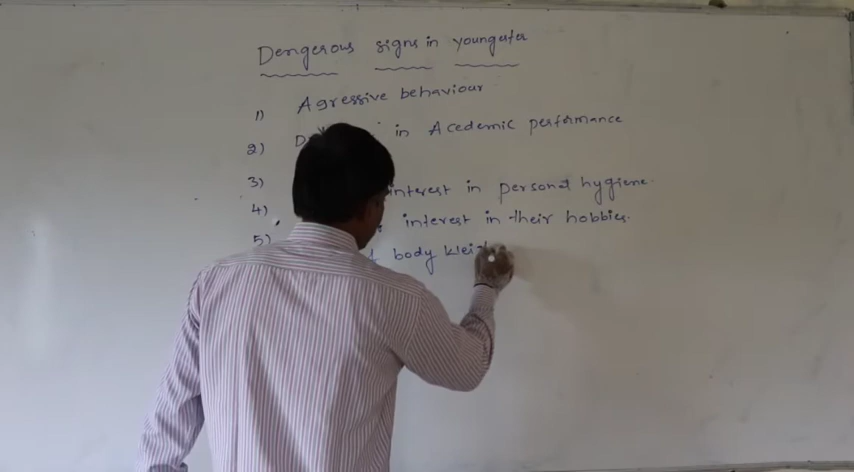 Dengerous signs in youngster
1) Agressive behaviour
2) in Acedemic performance
3) interest in personal hygiene.
4) interest in their hobbies.
5) body